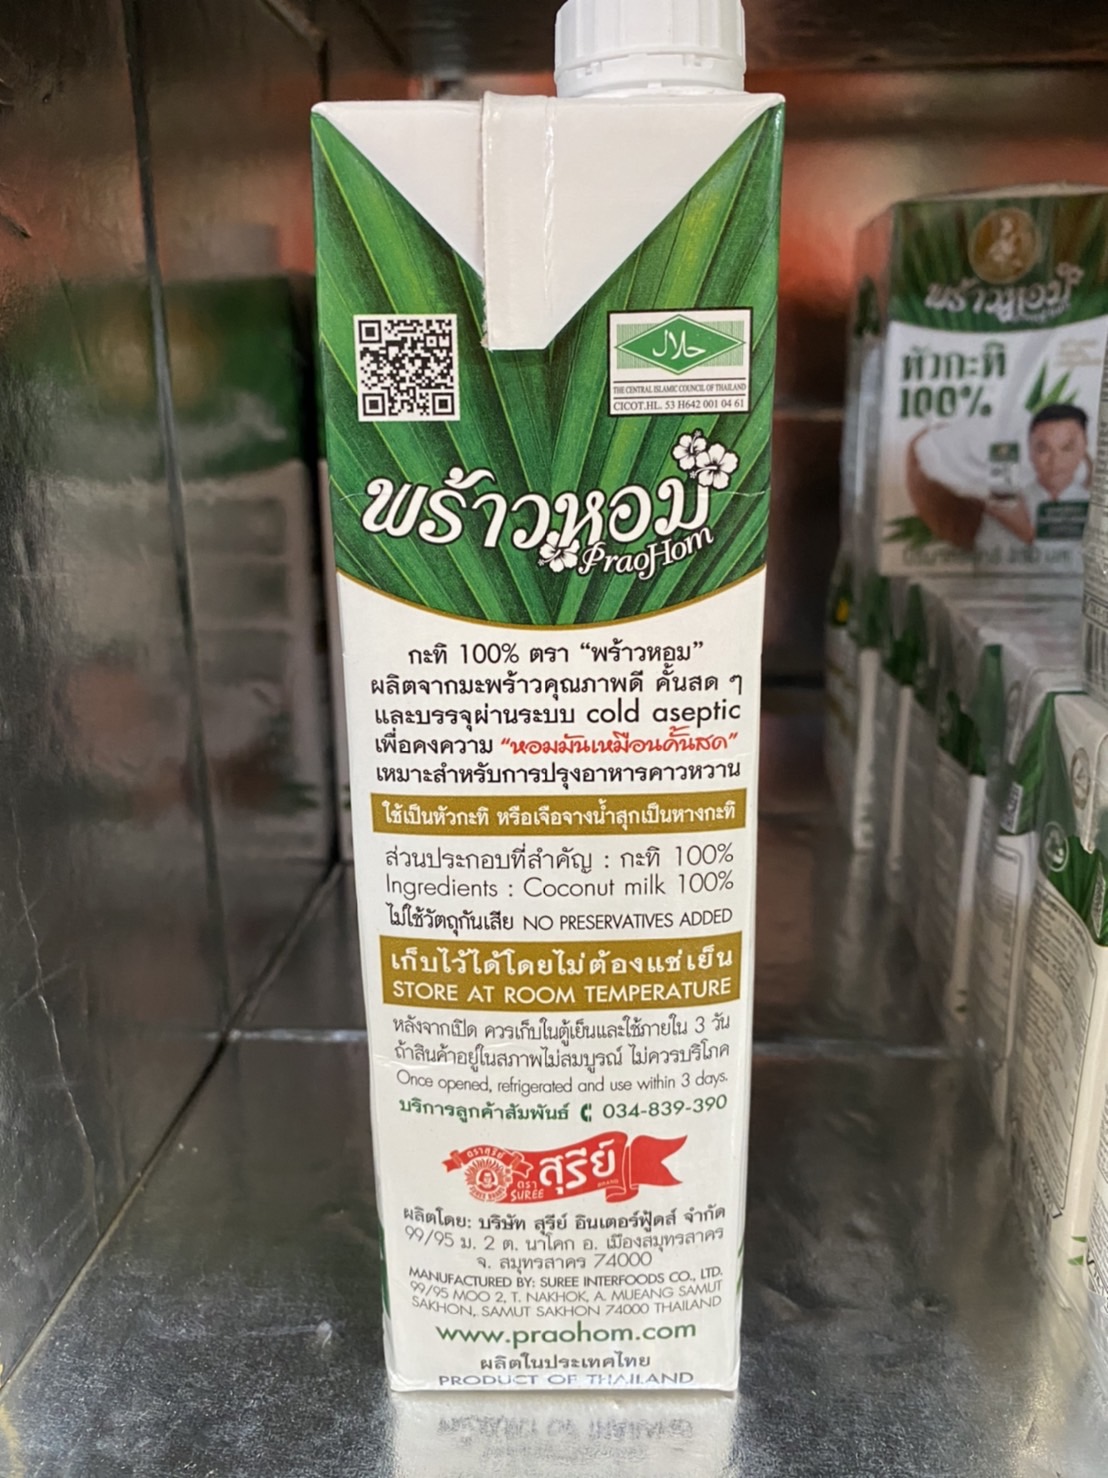 حلال
THE CENTRAL ISLAMIC COUNCIL OF THAILAND
CICOT.HL. 53 H642 001 04 61
พร้าวหอม
PraoHom
กะทิ 100% ตรา “พร้าวหอม”
ผลิตจากมะพร้าวคุณภาพดี คั้นสด ๆ
และบรรจุผ่านระบบ cold aseptic
เพื่อคงความ “หอมมันเหมือนคั้นสด”
เหมาะสำหรับการปรุงอาหารคาวหวาน
ใช้เป็นหัวกะทิ หรือเจือจางน้ำสุกเป็นหางกะทิ
ส่วนประกอบที่สำคัญ : กะทิ 100%
Ingredients : Coconut milk 100%
ไม่ใช้วัตถุกันเสีย NO PRESERVATIVES ADDED
เก็บไว้ได้โดยไม่ต้องแช่เย็น
STORE AT ROOM TEMPERATURE
หลังจากเปิด ควรเก็บในตู้เย็นและใช้ภายใน 3 วัน
ถ้าสินค้าอยู่ในสภาพไม่สมบูรณ์ ไม่ควรบริโภค
Once opened, refrigerated and use within 3 days.
บริการลูกค้าสัมพันธ์ 034-839-390
ตราสุรีย์
ตรา สุรีย์
SUREE BRAND
ผลิตโดย: บริษัท สุรีย์ อินเตอร์ฟู้ดส์ จำกัด
99/95 ม. 2 ต. นาโคก อ. เมืองสมุทรสาคร
จ. สมุทรสาคร 74000
MANUFACTURED BY: SUREE INTERFOODS CO., LTD.
99/95 MOO 2, T. NAKHOK, A. MUEANG SAMUT
SAKHON, SAMUT SAKHON 74000 THAILAND
www.praohom.com
ผลิตในประเทศไทย
PRODUCT OF THAILAND
พร้าวหอม
หัวกะทิ
100%